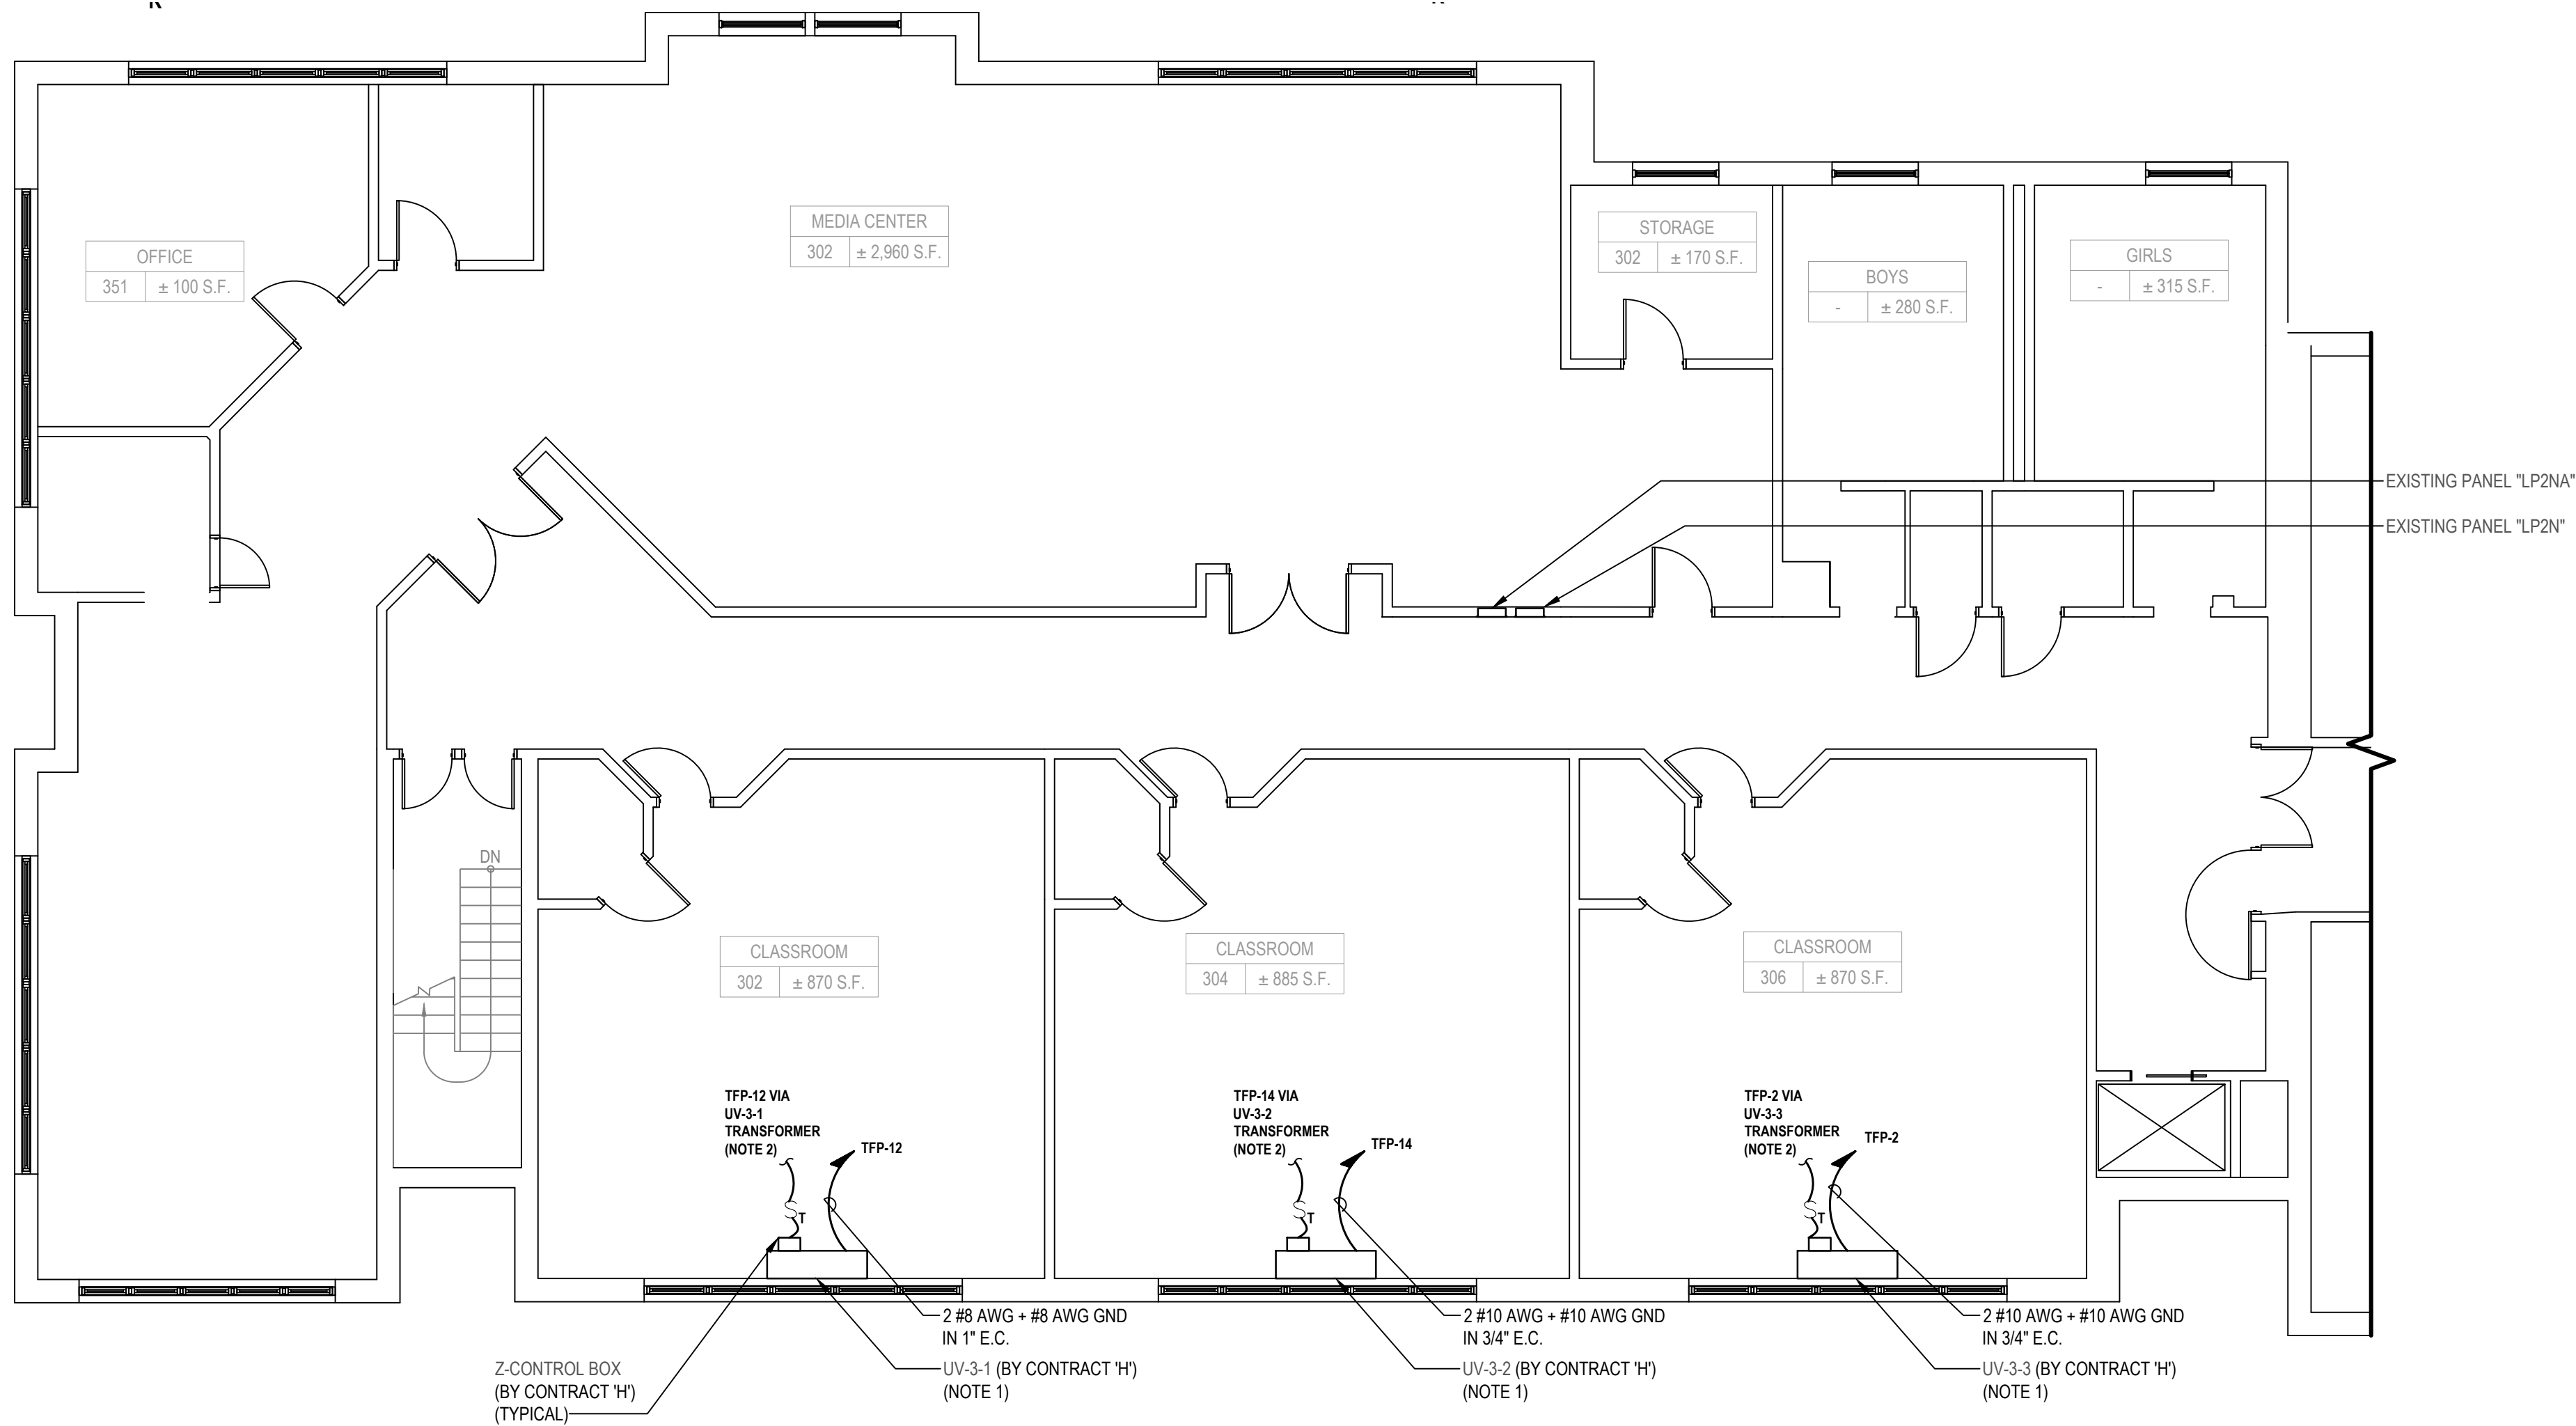 MEDIA CENTER
302 ± 2,960 S.F.
STORAGE
302 ± 170 S.F.
OFFICE
351 ± 100 S.F.
BOYS
- ± 280 S.F.
GIRLS
- ± 315 S.F.
EXISTING PANEL "LP2NA"
EXISTING PANEL "LP2N"
DN
CLASSROOM
302 ± 870 S.F.
CLASSROOM
304 ± 885 S.F.
CLASSROOM
306 ± 870 S.F.
TFP-12 VIA
UV-3-1
TRANSFORMER
(NOTE 2)
TFP-12
S T
TFP-14 VIA
UV-3-2
TRANSFORMER
(NOTE 2)
TFP-14
S T
TFP-2 VIA
UV-3-3
TRANSFORMER
(NOTE 2)
TFP-2
S T
2 #8 AWG + #8 AWG GND
IN 1" E.C.
UV-3-1 (BY CONTRACT 'H')
(NOTE 1)
2 #10 AWG + #10 AWG GND
IN 3/4" E.C.
UV-3-2 (BY CONTRACT 'H')
(NOTE 1)
2 #10 AWG + #10 AWG GND
IN 3/4" E.C.
UV-3-3 (BY CONTRACT 'H')
(NOTE 1)
Z-CONTROL BOX
(BY CONTRACT 'H')
(TYPICAL)